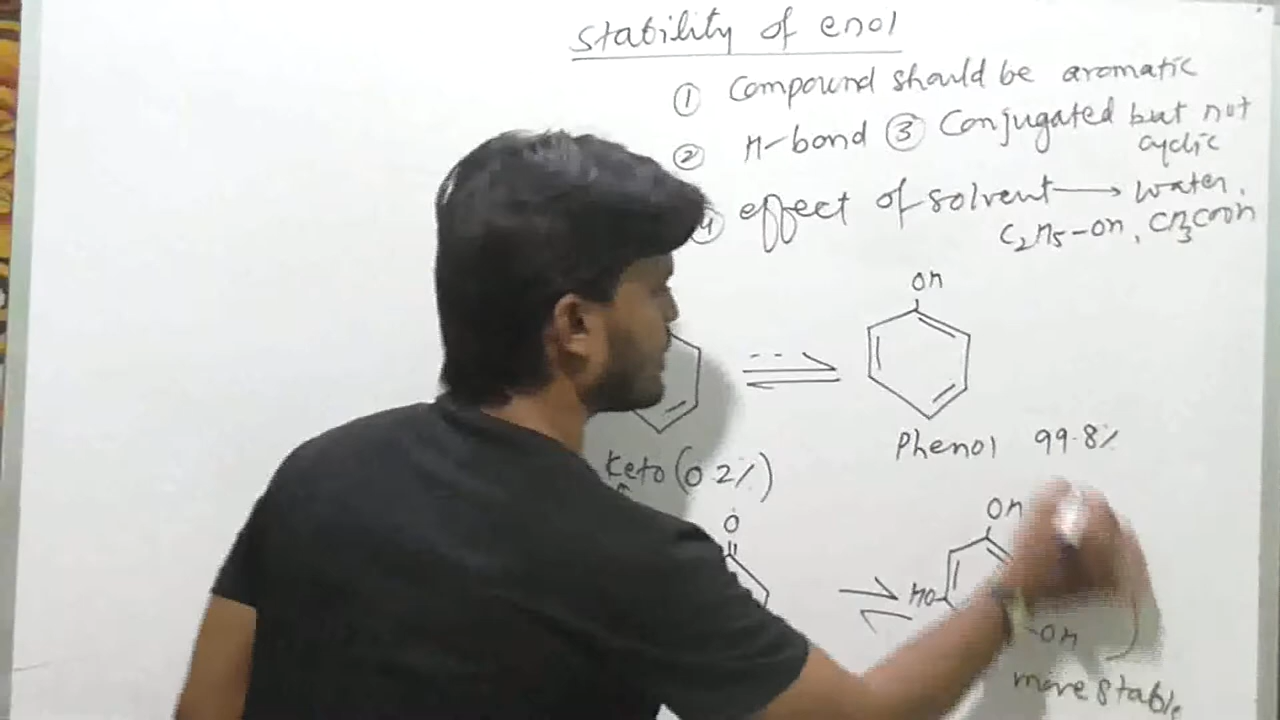 Stability of enol
① Compound should be aromatic
② π-bond ③ Conjugated but not
cyclic
4 effect of solvent → water,
C2H5-OH, CH3COOH
OH
Phenol 99.8%
Keto (0.2%)
O
OH
HO
-OH
more stable